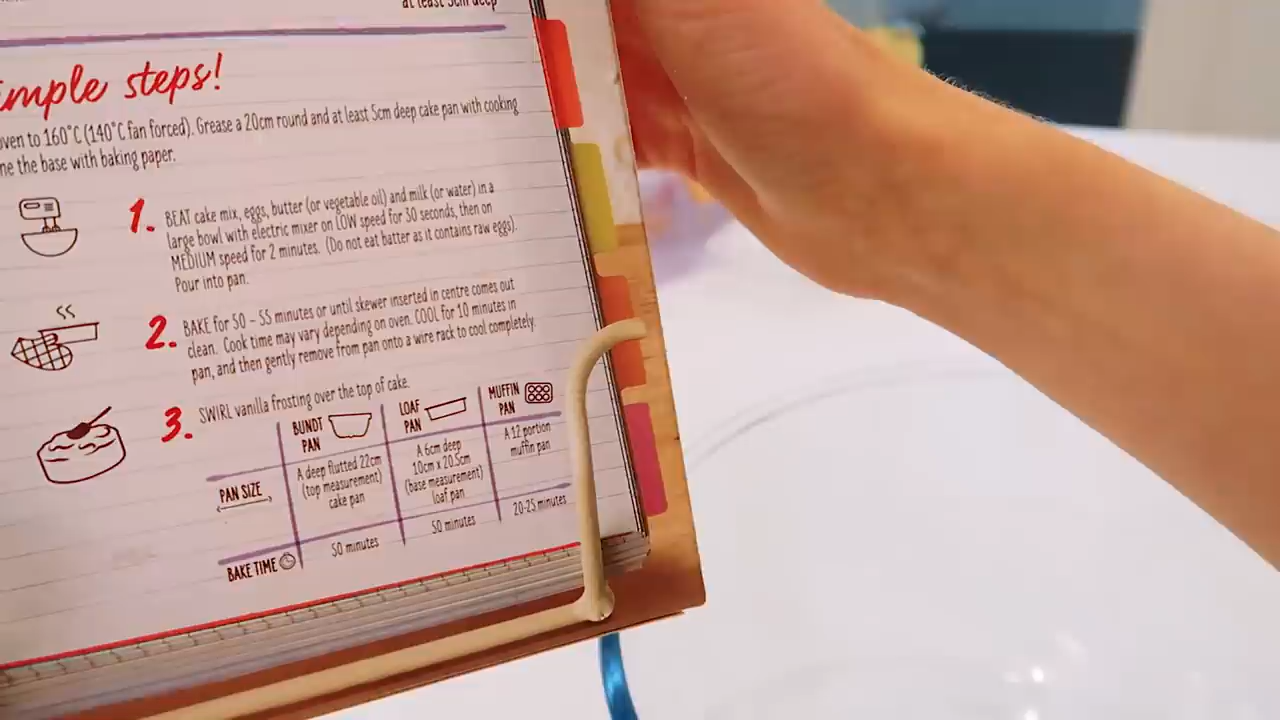 at least 5cm deep
imple steps!
oven to 160°C (140°C fan forced). Grease a 20cm round and at least 5cm deep cake pan with cooking
ne the base with baking paper.
1. BEAT cake mix, eggs, butter (or vegetable oil) and milk (or water) in a
large bowl with electric mixer on LOW speed for 30 seconds, then on
MEDIUM speed for 2 minutes. (Do not eat batter as it contains raw eggs).
Pour into pan.
2. BAKE for 50 – 55 minutes or until skewer inserted in centre comes out
clean. Cook time may vary depending on oven. COOL for 10 minutes in
pan, and then gently remove from pan onto a wire rack to cool completely.
3. SWIRL vanilla frosting over the top of cake.
BUNDT
PAN
LOAF
PAN
MUFFIN
PAN
PAN SIZE
A deep flutted 22cm
(top measurement)
cake pan
A 6cm deep
10cm x 20.5cm
(base measurement)
loaf pan
A 12 portion
muffin pan
BAKE TIME
50 minutes
50 minutes
20-25 minutes